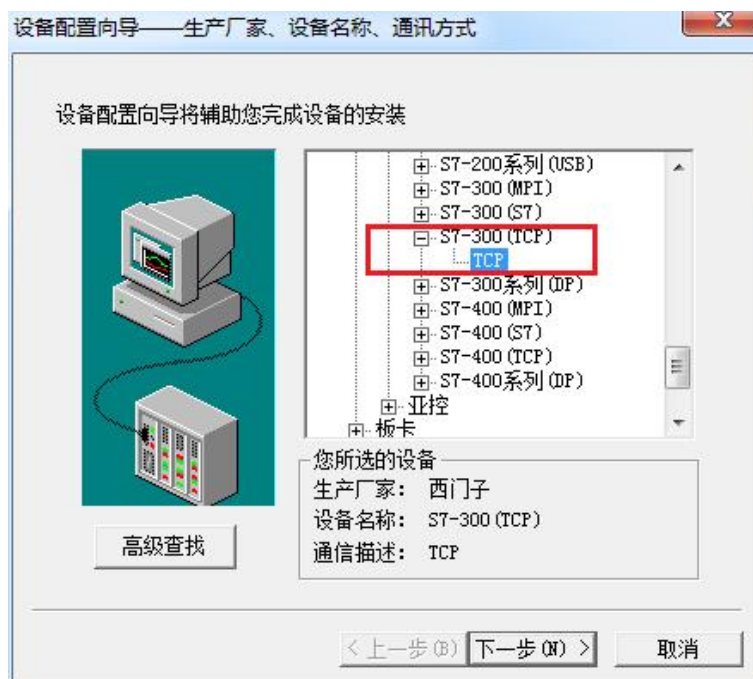 设备配置向导——生产厂家、设备名称、通讯方式
设备配置向导将辅助您完成设备的安装
S7-200系列(USB)
S7-300(MPI)
S7-300(S7)
S7-300(TCP)
TCP
S7-300系列(DP)
S7-400(MPI)
S7-400(S7)
S7-400(TCP)
S7-400系列(DP)
亚控
板卡
您所选的设备
生产厂家： 西门子
设备名称： S7-300(TCP)
通信描述： TCP
高级查找
< 上一步(B)
下一步(N) >
取消